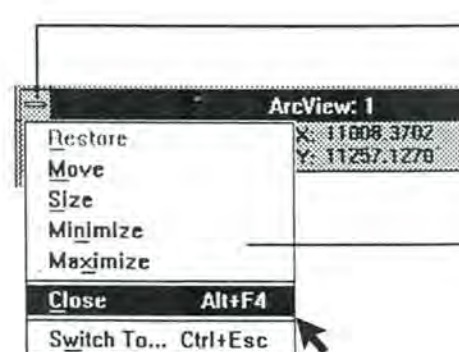 ArcView: 1
X: 11008.3702
Y: 11257.1270
Restore
Move
Size
Minimize
Maximize
Close Alt+F4
Switch To... Ctrl+Esc